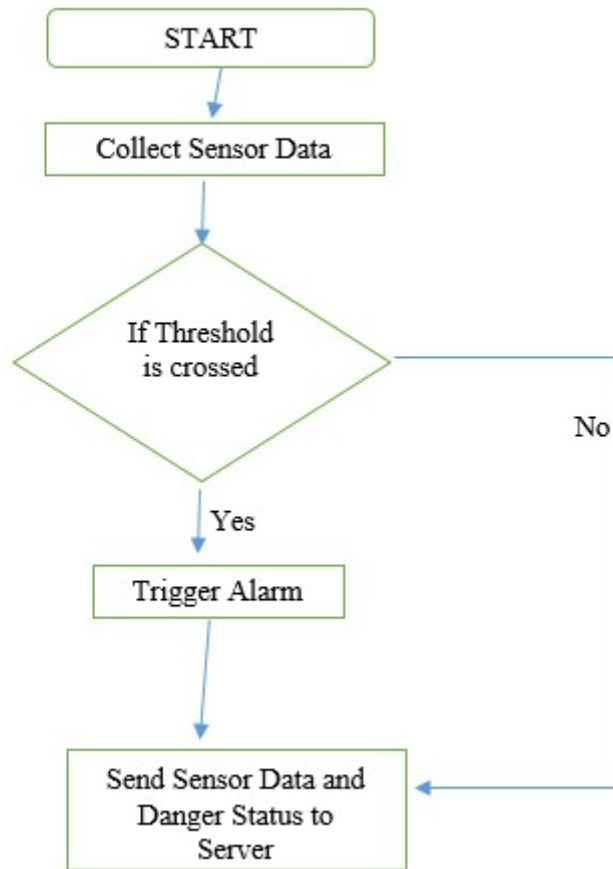 START
Collect Sensor Data
If Threshold
is crossed
No
Yes
Trigger Alarm
Send Sensor Data and
Danger Status to
Server